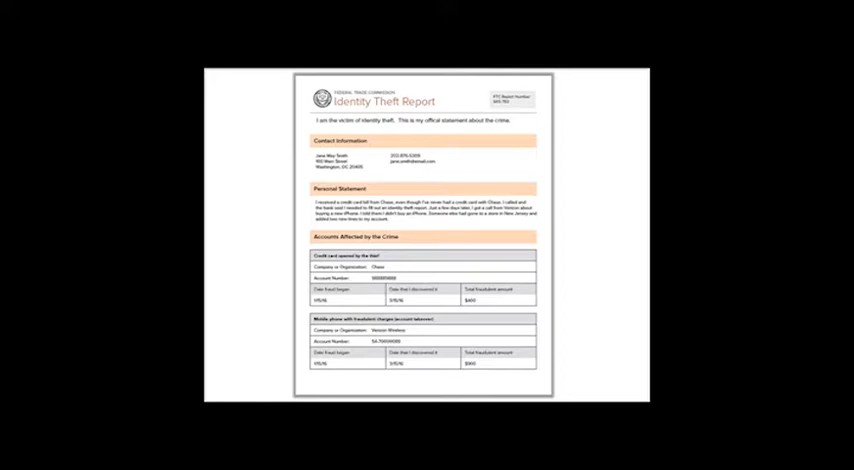 FEDERAL TRADE COMMISSION
Identity Theft Report
FTC Report Number
I am the victim of identity theft. This is my offical statement about the crime.
Contact Information
Jane May Smith
Main Street
Washington, DC
Personal Statement
I received a credit card bill from Chase, even though I've never had a credit card with Chase. I called and
the bank said I needed to fill out an identity theft report. Just a few days later, I got a call from Verizon about
buying a new iPhone. I told them I didn't buy an iPhone. Someone else had gone to a store in New Jersey and
added two new lines to my account.
Accounts Affected by the Crime
Credit card opened by the thief
Company or Organization: Chase
Account Number:
Date fraud began
Date that I discovered it
Total fraudulent amount
$400
Mobile phone with fraudulent charges (account takeover)
Company or Organization: Verizon Wireless
Account Number:
Date fraud began
Date that I discovered it
Total fraudulent amount
$900